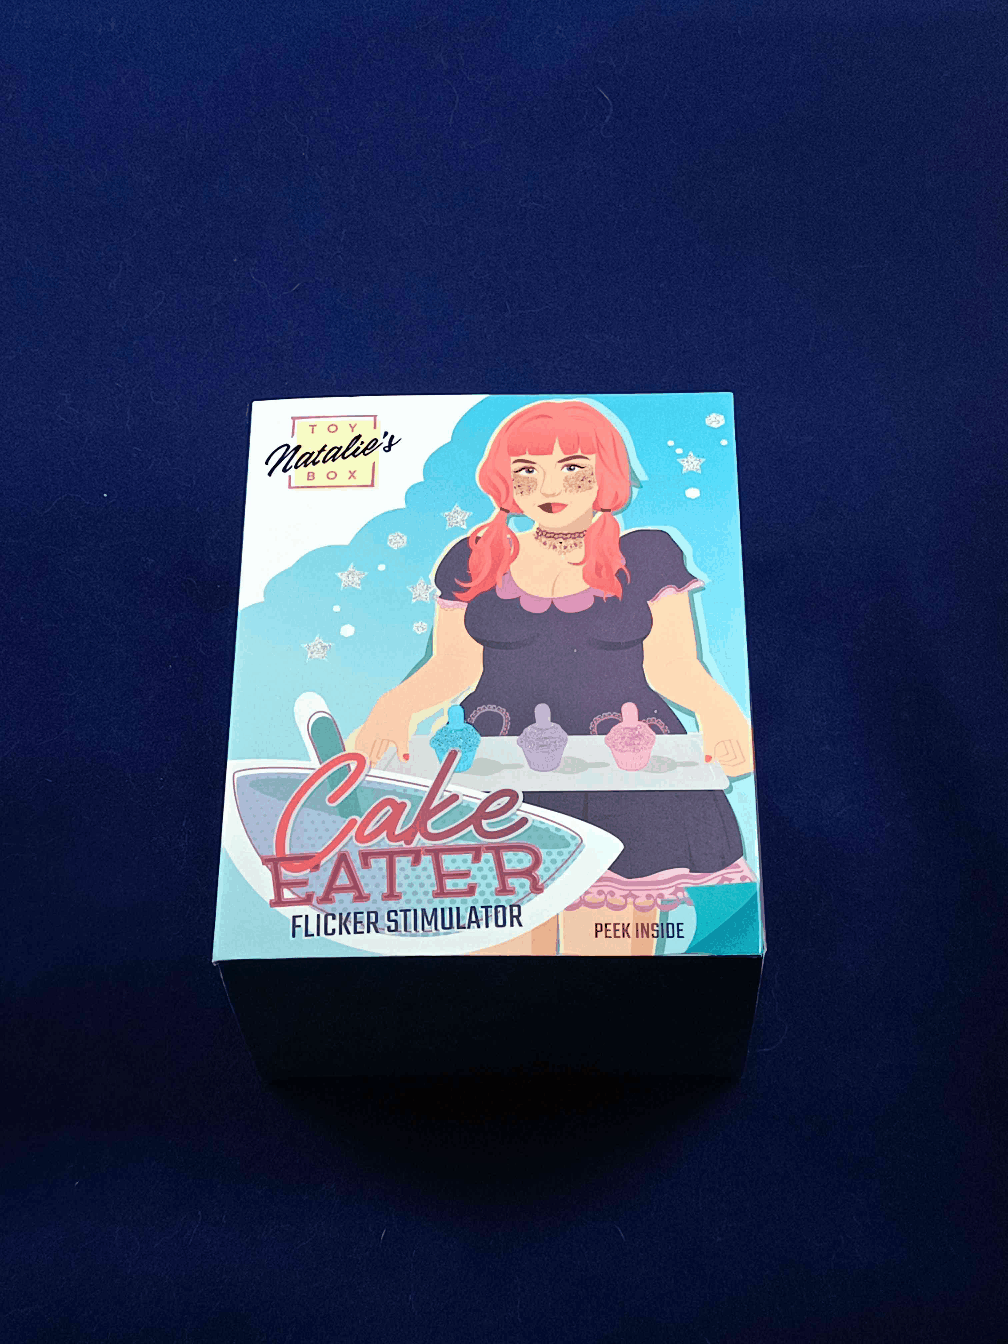 TOY
Natalie's
BOX
Cake
EATER
FLICKER STIMULATOR
PEEK INSIDE